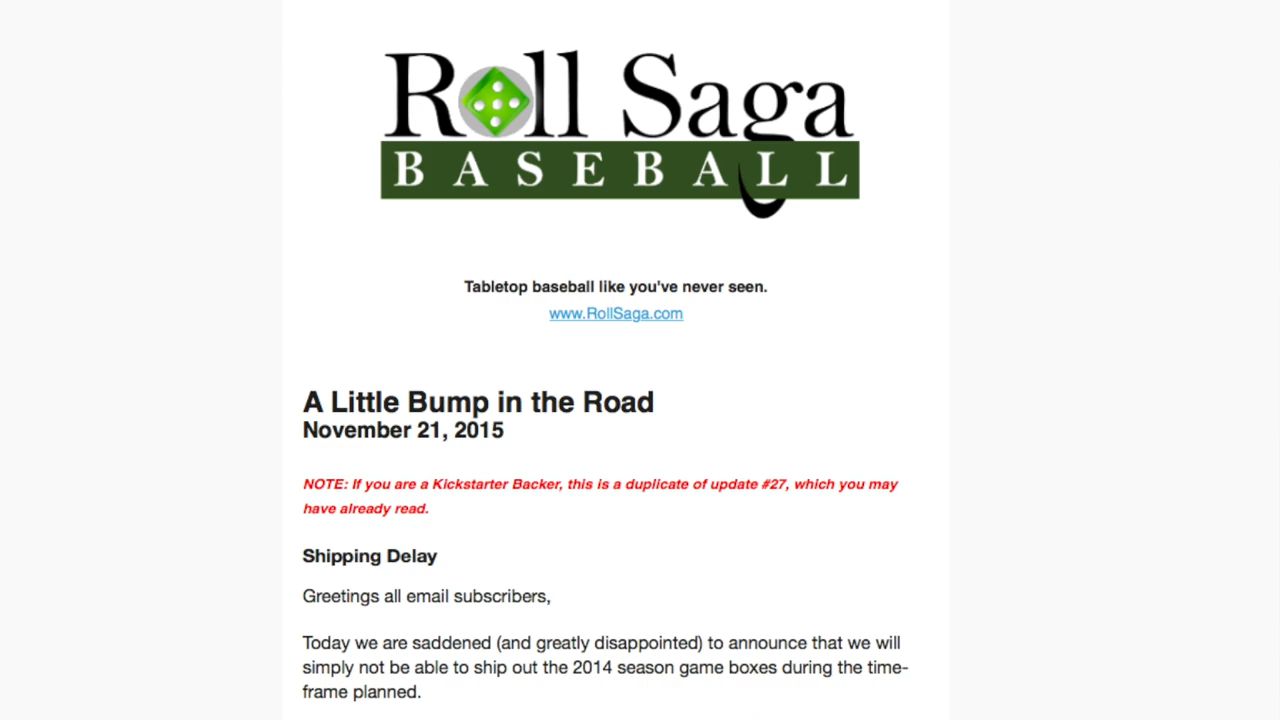 Roll Saga
BASEBALL
Tabletop baseball like you've never seen.
www.RollSaga.com
A Little Bump in the Road
November 21, 2015
NOTE: If you are a Kickstarter Backer, this is a duplicate of update #27, which you may
have already read.
Shipping Delay
Greetings all email subscribers,
Today we are saddened (and greatly disappointed) to announce that we will
simply not be able to ship out the 2014 season game boxes during the time-
frame planned.